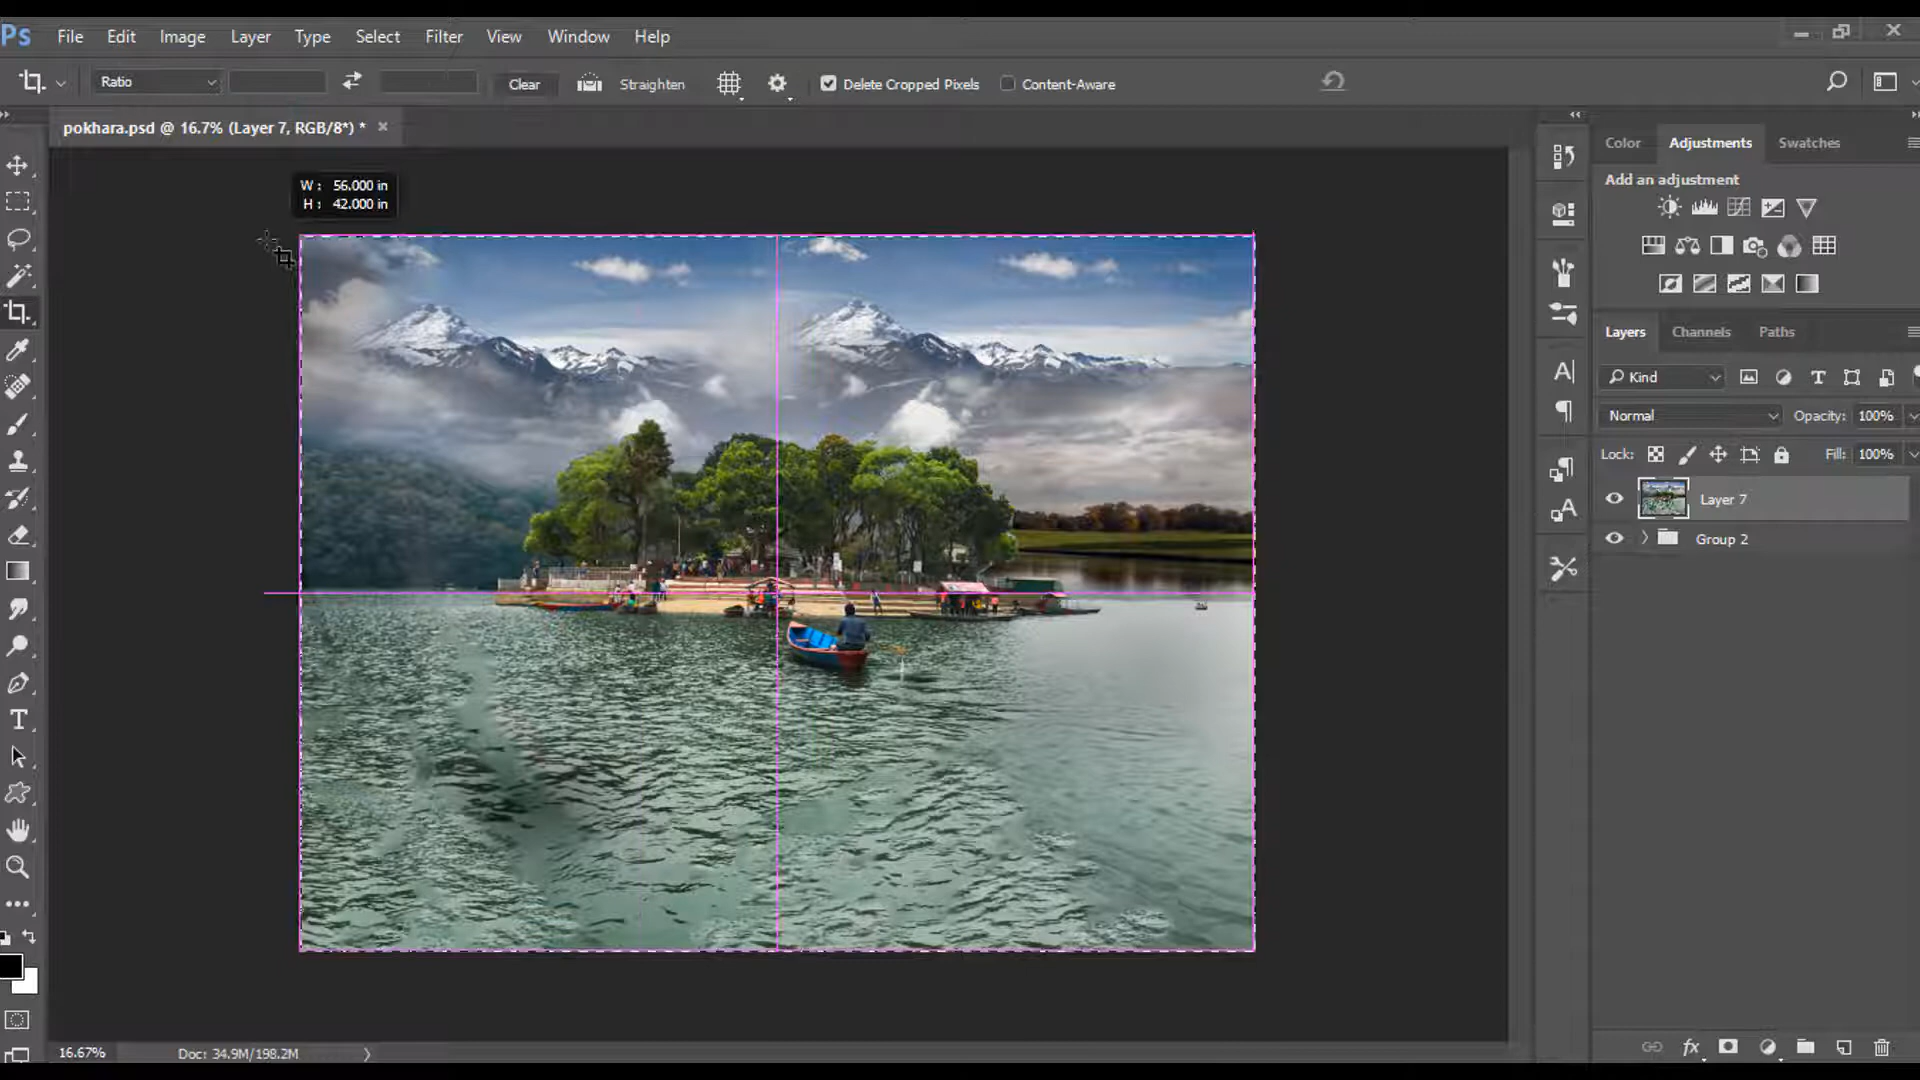 Ps File Edit Image Layer Type Select Filter View Window Help
Ratio Clear Straighten Delete Cropped Pixels Content-Aware
pokhara.psd @ 16.7% (Layer 7, RGB/8*) * ×
W : 56.000 in
H : 42.000 in
Color Adjustments Swatches
Add an adjustment
Layers Channels Paths
Kind
Normal Opacity: 100%
Lock: Fill: 100%
Layer 7
Group 2
16.67% Doc: 34.9M/198.2M